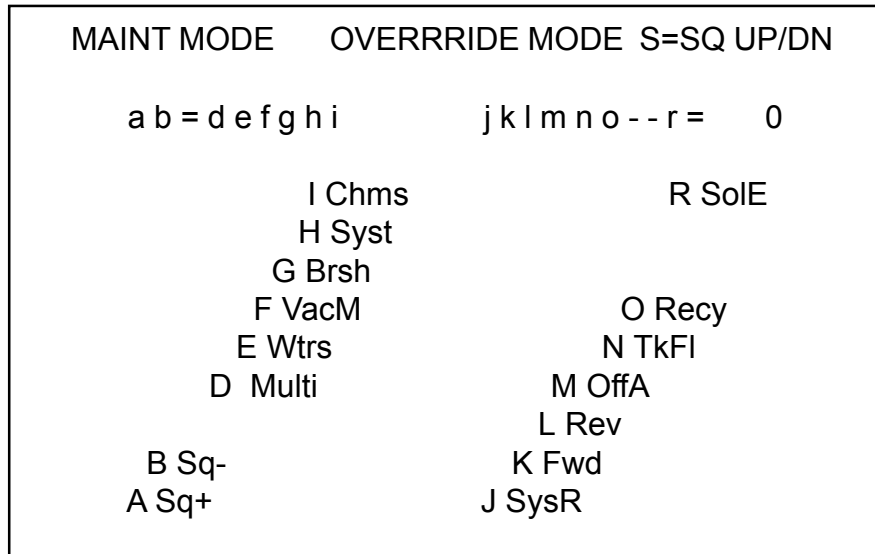 MAINT MODE OVERRRIDE MODE S=SQ UP/DN
a b = d e f g h i j k l m n o - - r = 0
I Chms R SolE
H Syst
G Brsh
F VacM O Recy
E Wtrs N TkFl
D Multi M OffA
L Rev
B Sq- K Fwd
A Sq+ J SysR